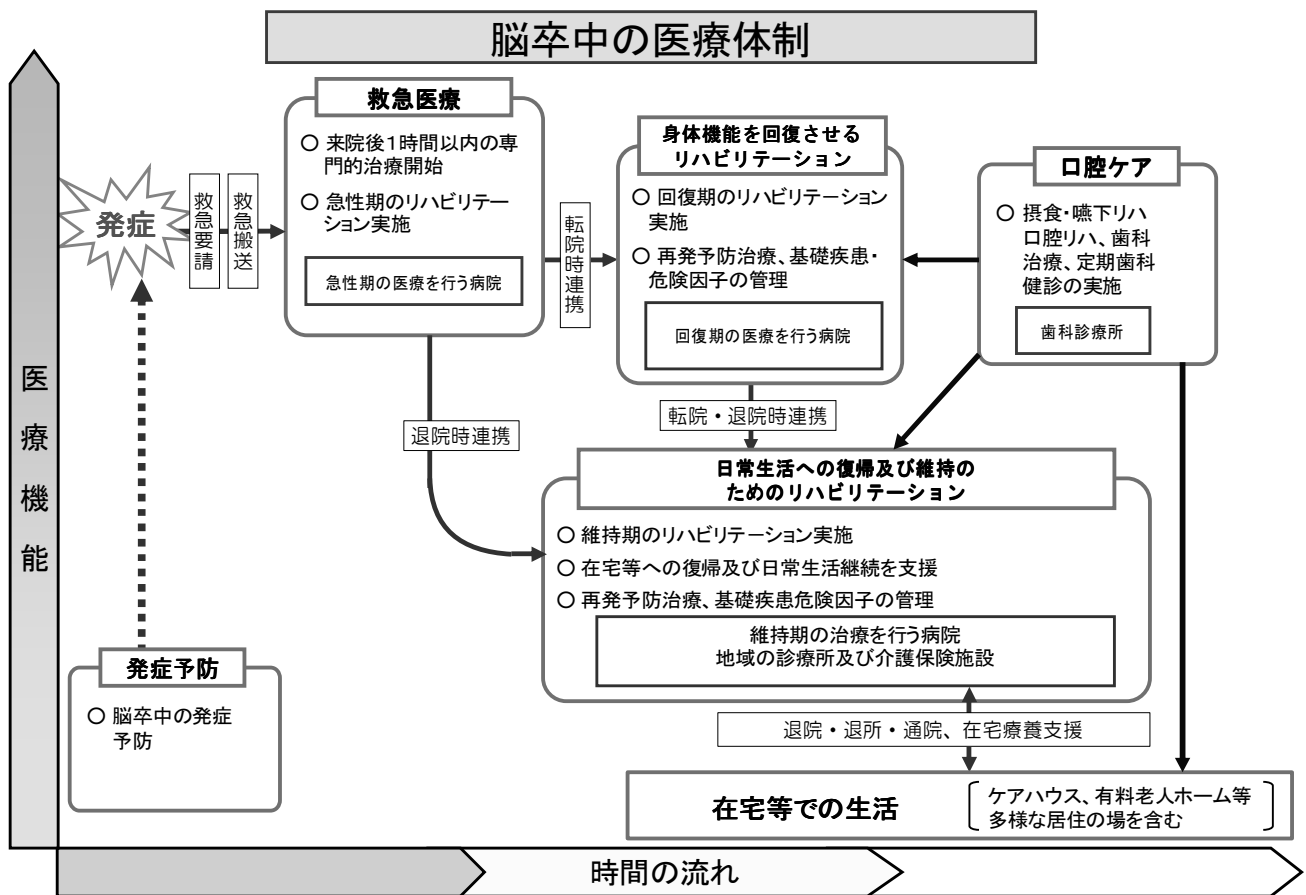 脳卒中の医療体制
救急医療
○ 来院後1時間以内の専
門的治療開始
○ 急性期のリハビリテー
ション実施
急性期の医療を行う病院
身体機能を回復させる
リハビリテーション
○ 回復期のリハビリテーション
実施
○ 再発予防治療、基礎疾患・
危険因子の管理
回復期の医療を行う病院
口腔ケア
○ 摂食・嚥下リハ
口腔リハ、歯科
治療、定期歯科
健診の実施
歯科診療所
発症
救急要請
救急搬送
転院時連携
退院時連携
転院・退院時連携
日常生活への復帰及び維持の
ためのリハビリテーション
○ 維持期のリハビリテーション実施
○ 在宅等への復帰及び日常生活継続を支援
○ 再発予防治療、基礎疾患危険因子の管理
維持期の治療を行う病院
地域の診療所及び介護保険施設
発症予防
○ 脳卒中の発症
予防
退院・退所・通院、在宅療養支援
在宅等での生活
ケアハウス、有料老人ホーム等
多様な居住の場を含む
医療機能
時間の流れ